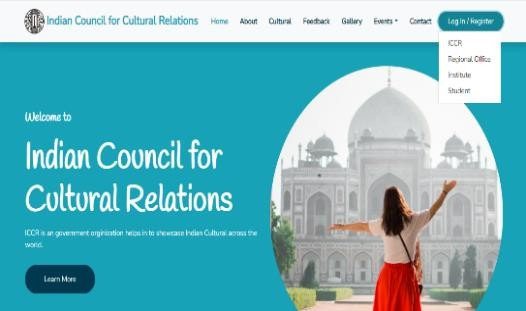 Indian Council for Cultural Relations
Home About Cultural Feedback Gallery Events Contact Log In / Register
ICCR
Regional Office
Institute
Student
Welcome to
Indian Council for
Cultural Relations
ICCR is an government orginization helps in to showcase Indian Cultural across the
world.
Learn More